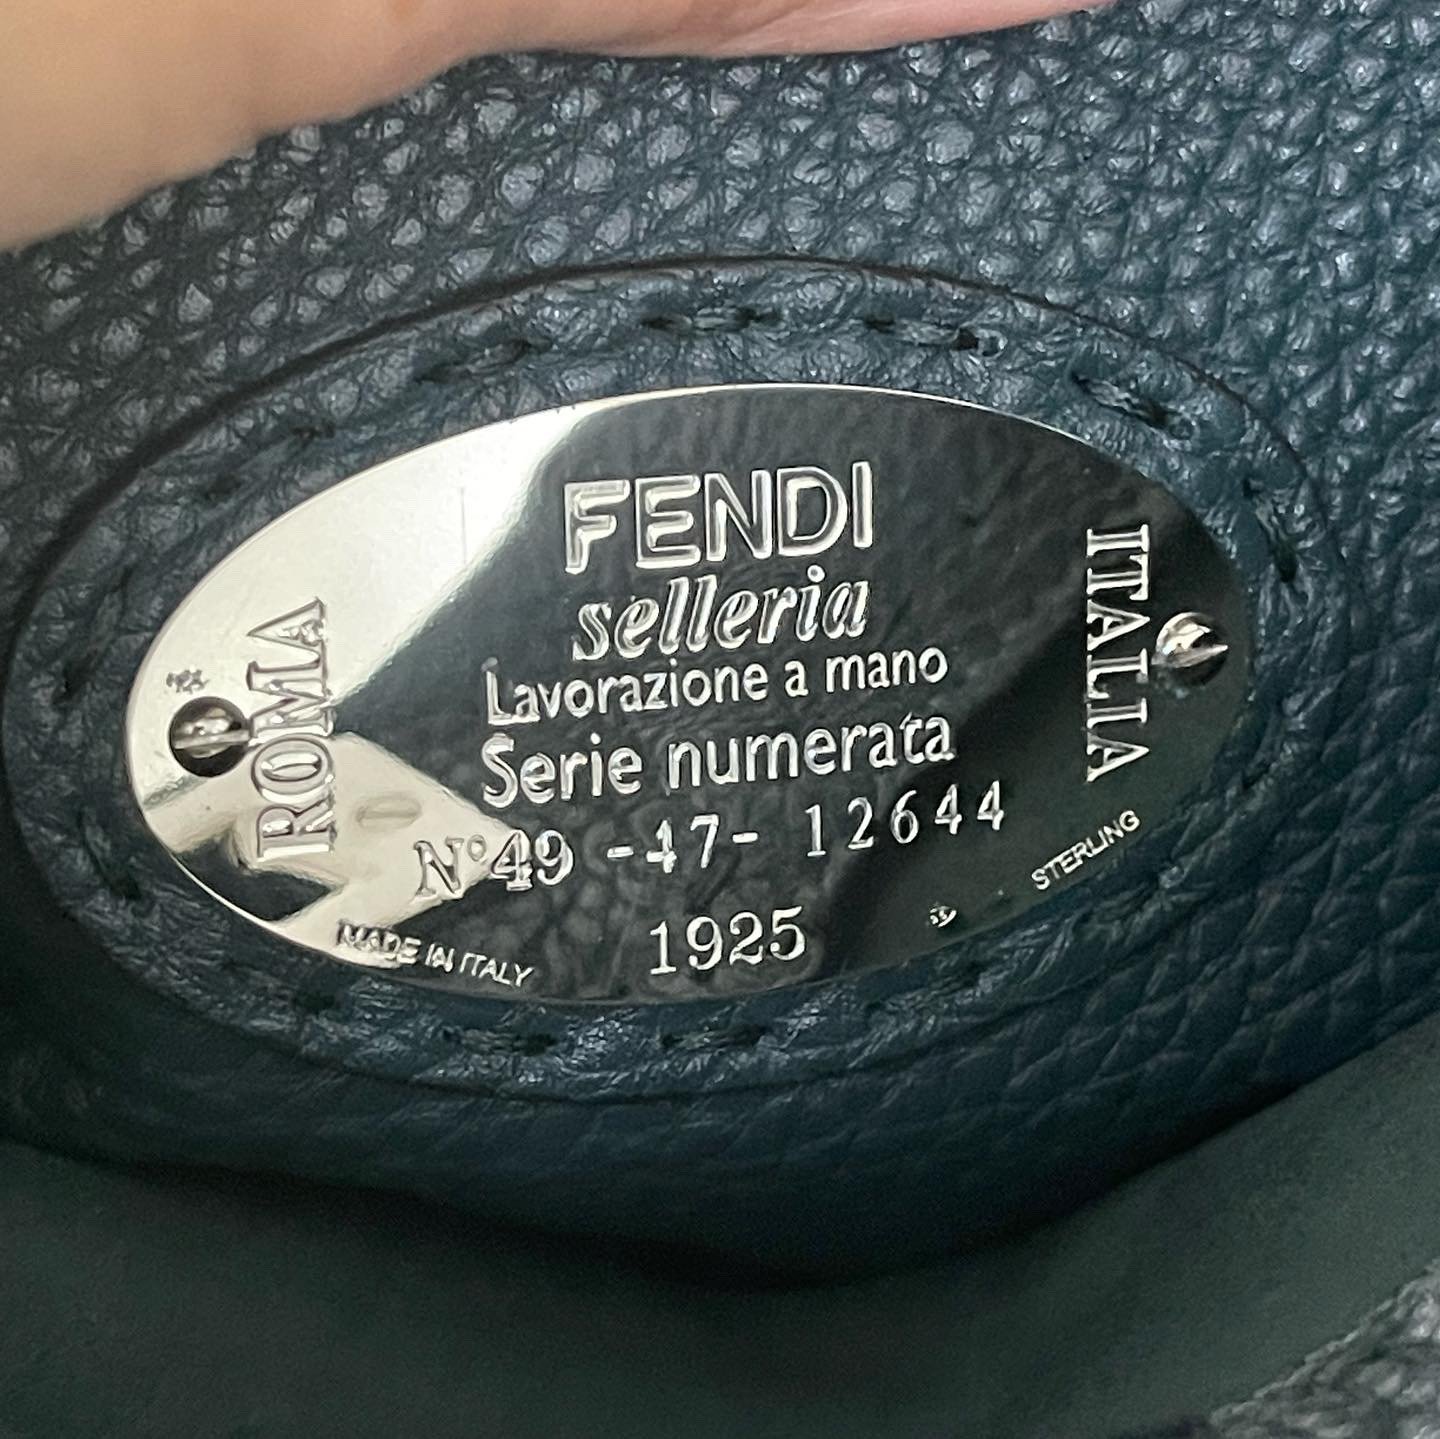 FENDI
selleria
Lavorazione a mano
Serie numerata
N° 49 -47- 12644
1925
ROMA
ITALIA
MADE IN ITALY
STERLING